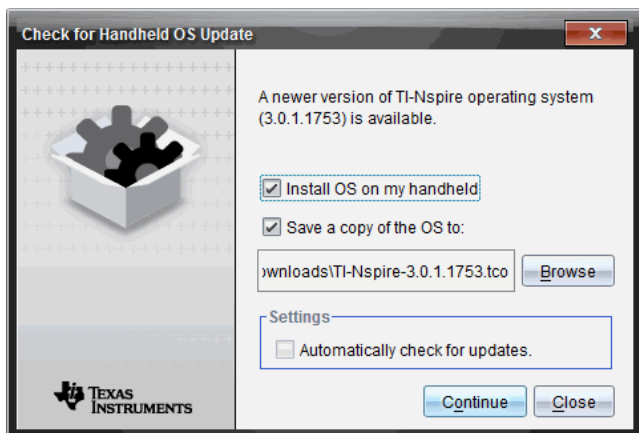 Check for Handheld OS Update
A newer version of TI-Nspire operating system
(3.0.1.1753) is available.
Install OS on my handheld
Save a copy of the OS to:
wnloads\TI-Nspire-3.0.1.1753.tco
Browse
Settings
Automatically check for updates.
TEXAS
INSTRUMENTS
Continue
Close